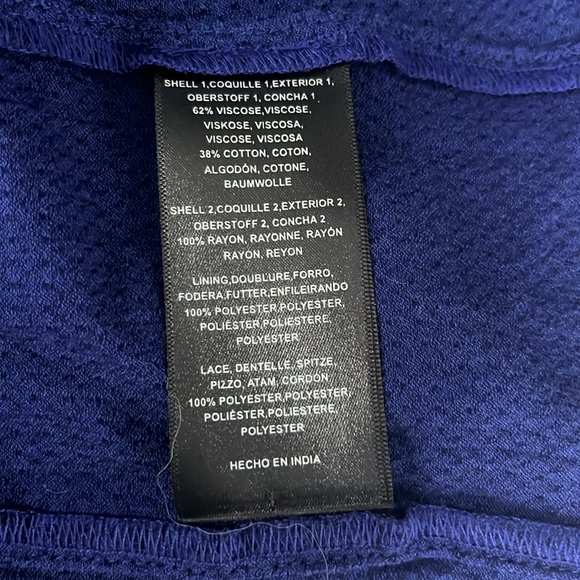 SHELL 1,COQUILLE 1,EXTERIOR 1,
OBERSTOFF 1, CONCHA 1
62% VISCOSE,VISCOSE,
VISKOSE, VISCOSA,
VISCOSE, VISCOSA
38% COTTON, COTON,
ALGODÓN, COTONE,
BAUMWOLLE
SHELL 2,COQUILLE 2,EXTERIOR 2,
OBERSTOFF 2, CONCHA 2
100% RAYON, RAYONNE, RAYÓN
RAYON, REYON
LINING,DOUBLURE,FORRO,
FODERA,FUTTER,ENFILEIRANDO
100% POLYESTER,POLYESTER,
POLIÉSTER,POLIESTERE,
POLYESTER
LACE, DENTELLE, SPITZE,
PIZZO, ATAM, CORDÓN
100% POLYESTER,POLYESTER,
POLIÉSTER,POLIESTERE,
POLYESTER
HECHO EN INDIA